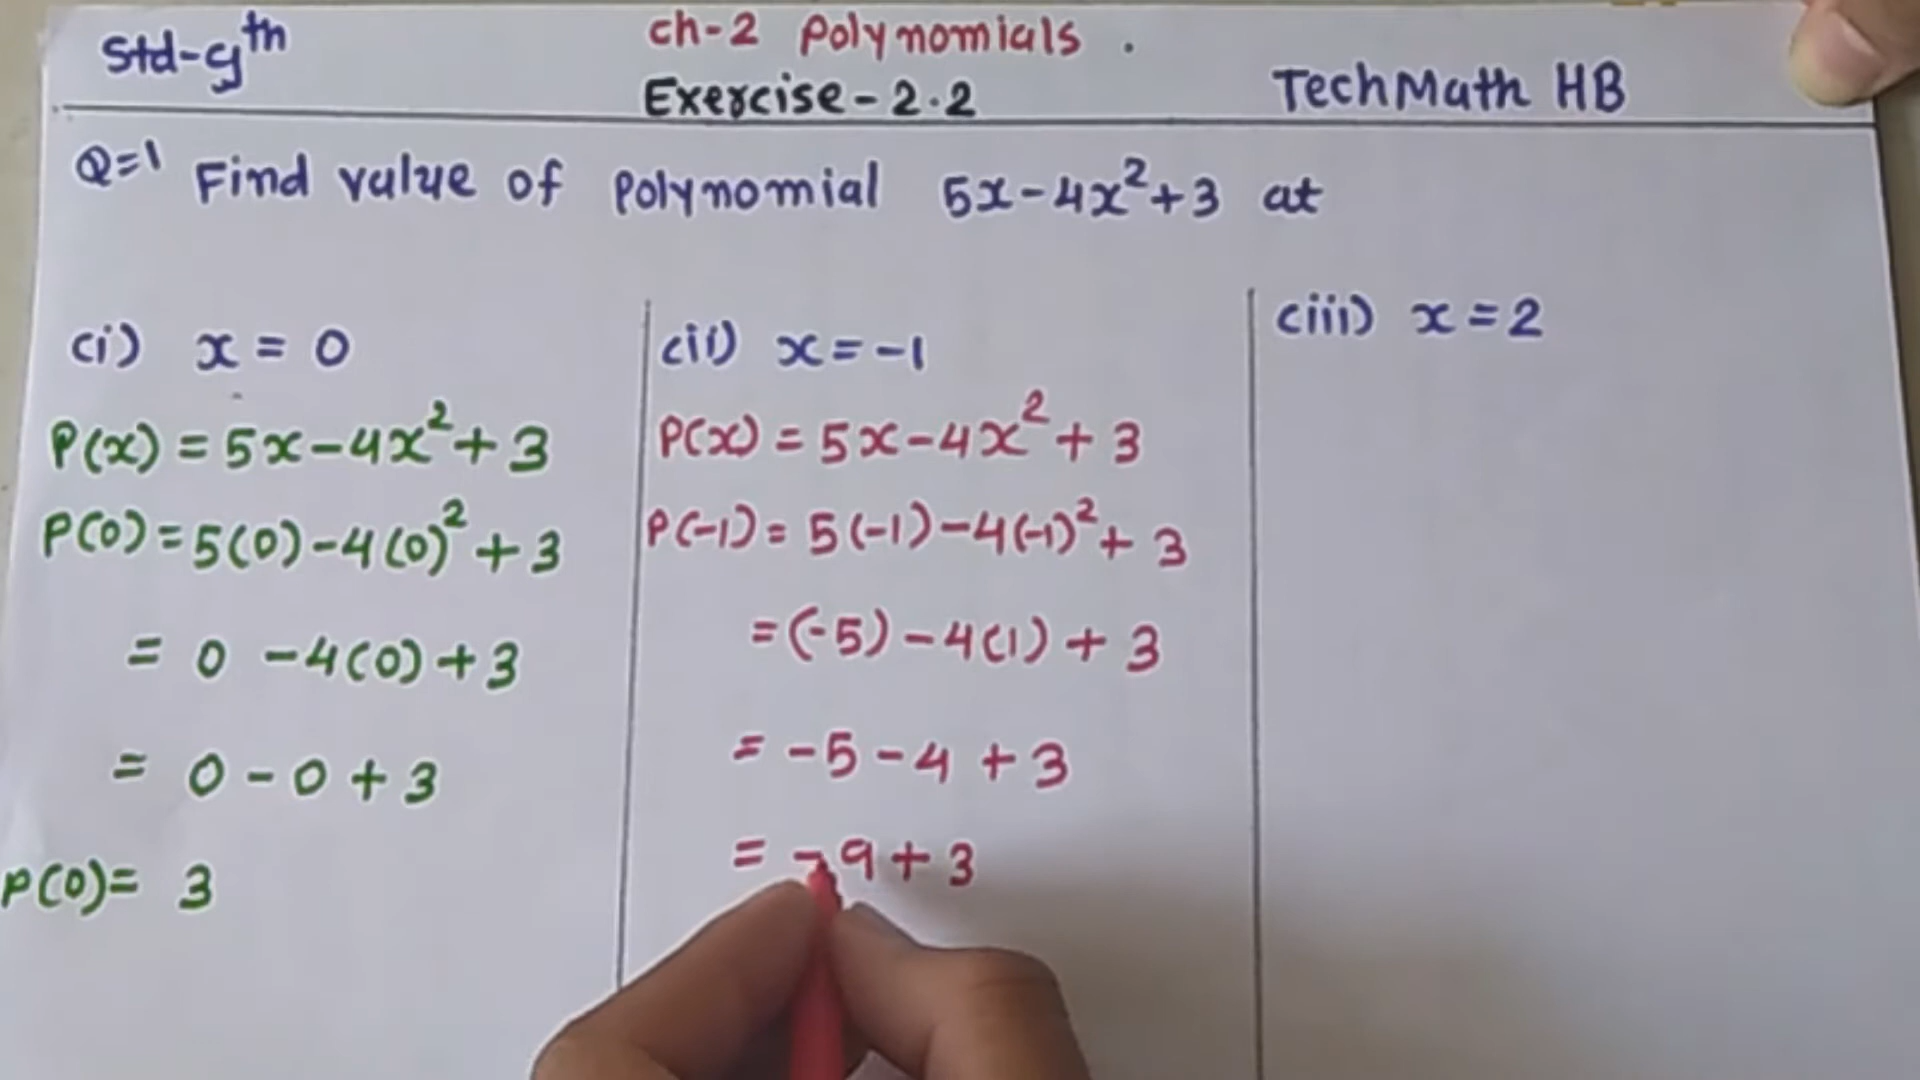 Std-9th
ch-2 Polynomials .
Exercise-2.2
TechMath HB
Q=1 Find value of Polynomial 5x-4x²+3 at
(i) x = 0
P(x) = 5x-4x²+3
P(0) = 5(0)-4(0)²+3
= 0 -4(0)+3
= 0-0+3
P(0)= 3
(ii) x=-1
P(x) = 5x-4x²+3
P(-1) = 5(-1)-4(-1)²+3
=(-5)-4(1)+3
= -5-4+3
= -9+3
(iii) x=2